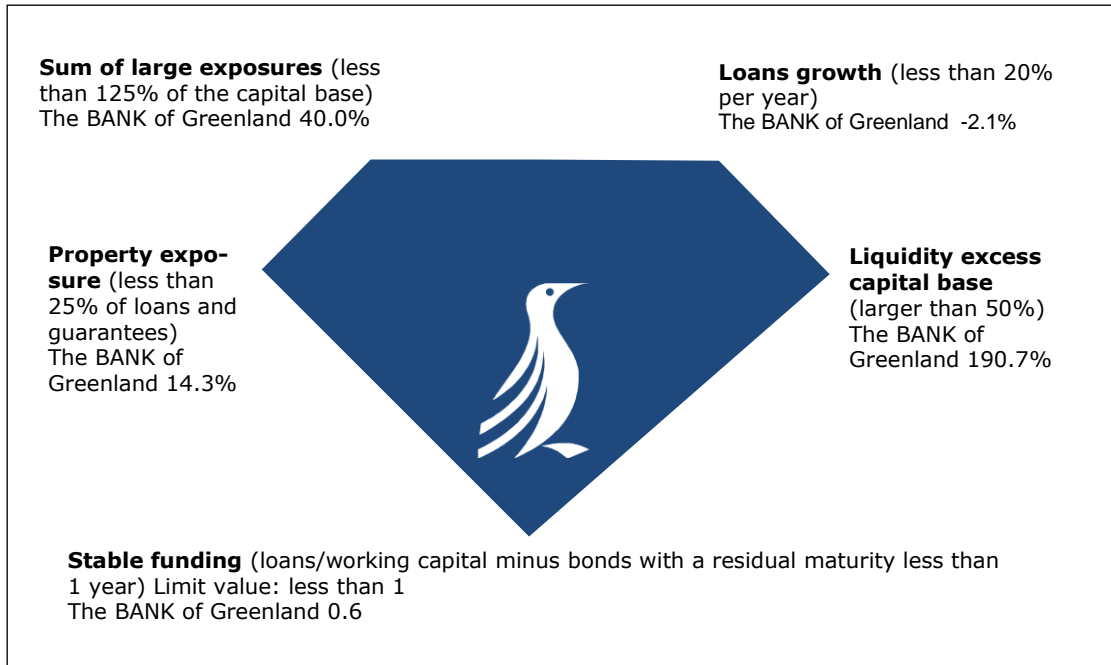 Sum of large exposures (less
than 125% of the capital base)
The BANK of Greenland 40.0%
Loans growth (less than 20%
per year)
The BANK of Greenland -2.1%
Property expo-
sure (less than
25% of loans and
guarantees)
The BANK of
Greenland 14.3%
Liquidity excess
capital base
(larger than 50%)
The BANK of
Greenland 190.7%
Stable funding (loans/working capital minus bonds with a residual maturity less than
1 year) Limit value: less than 1
The BANK of Greenland 0.6